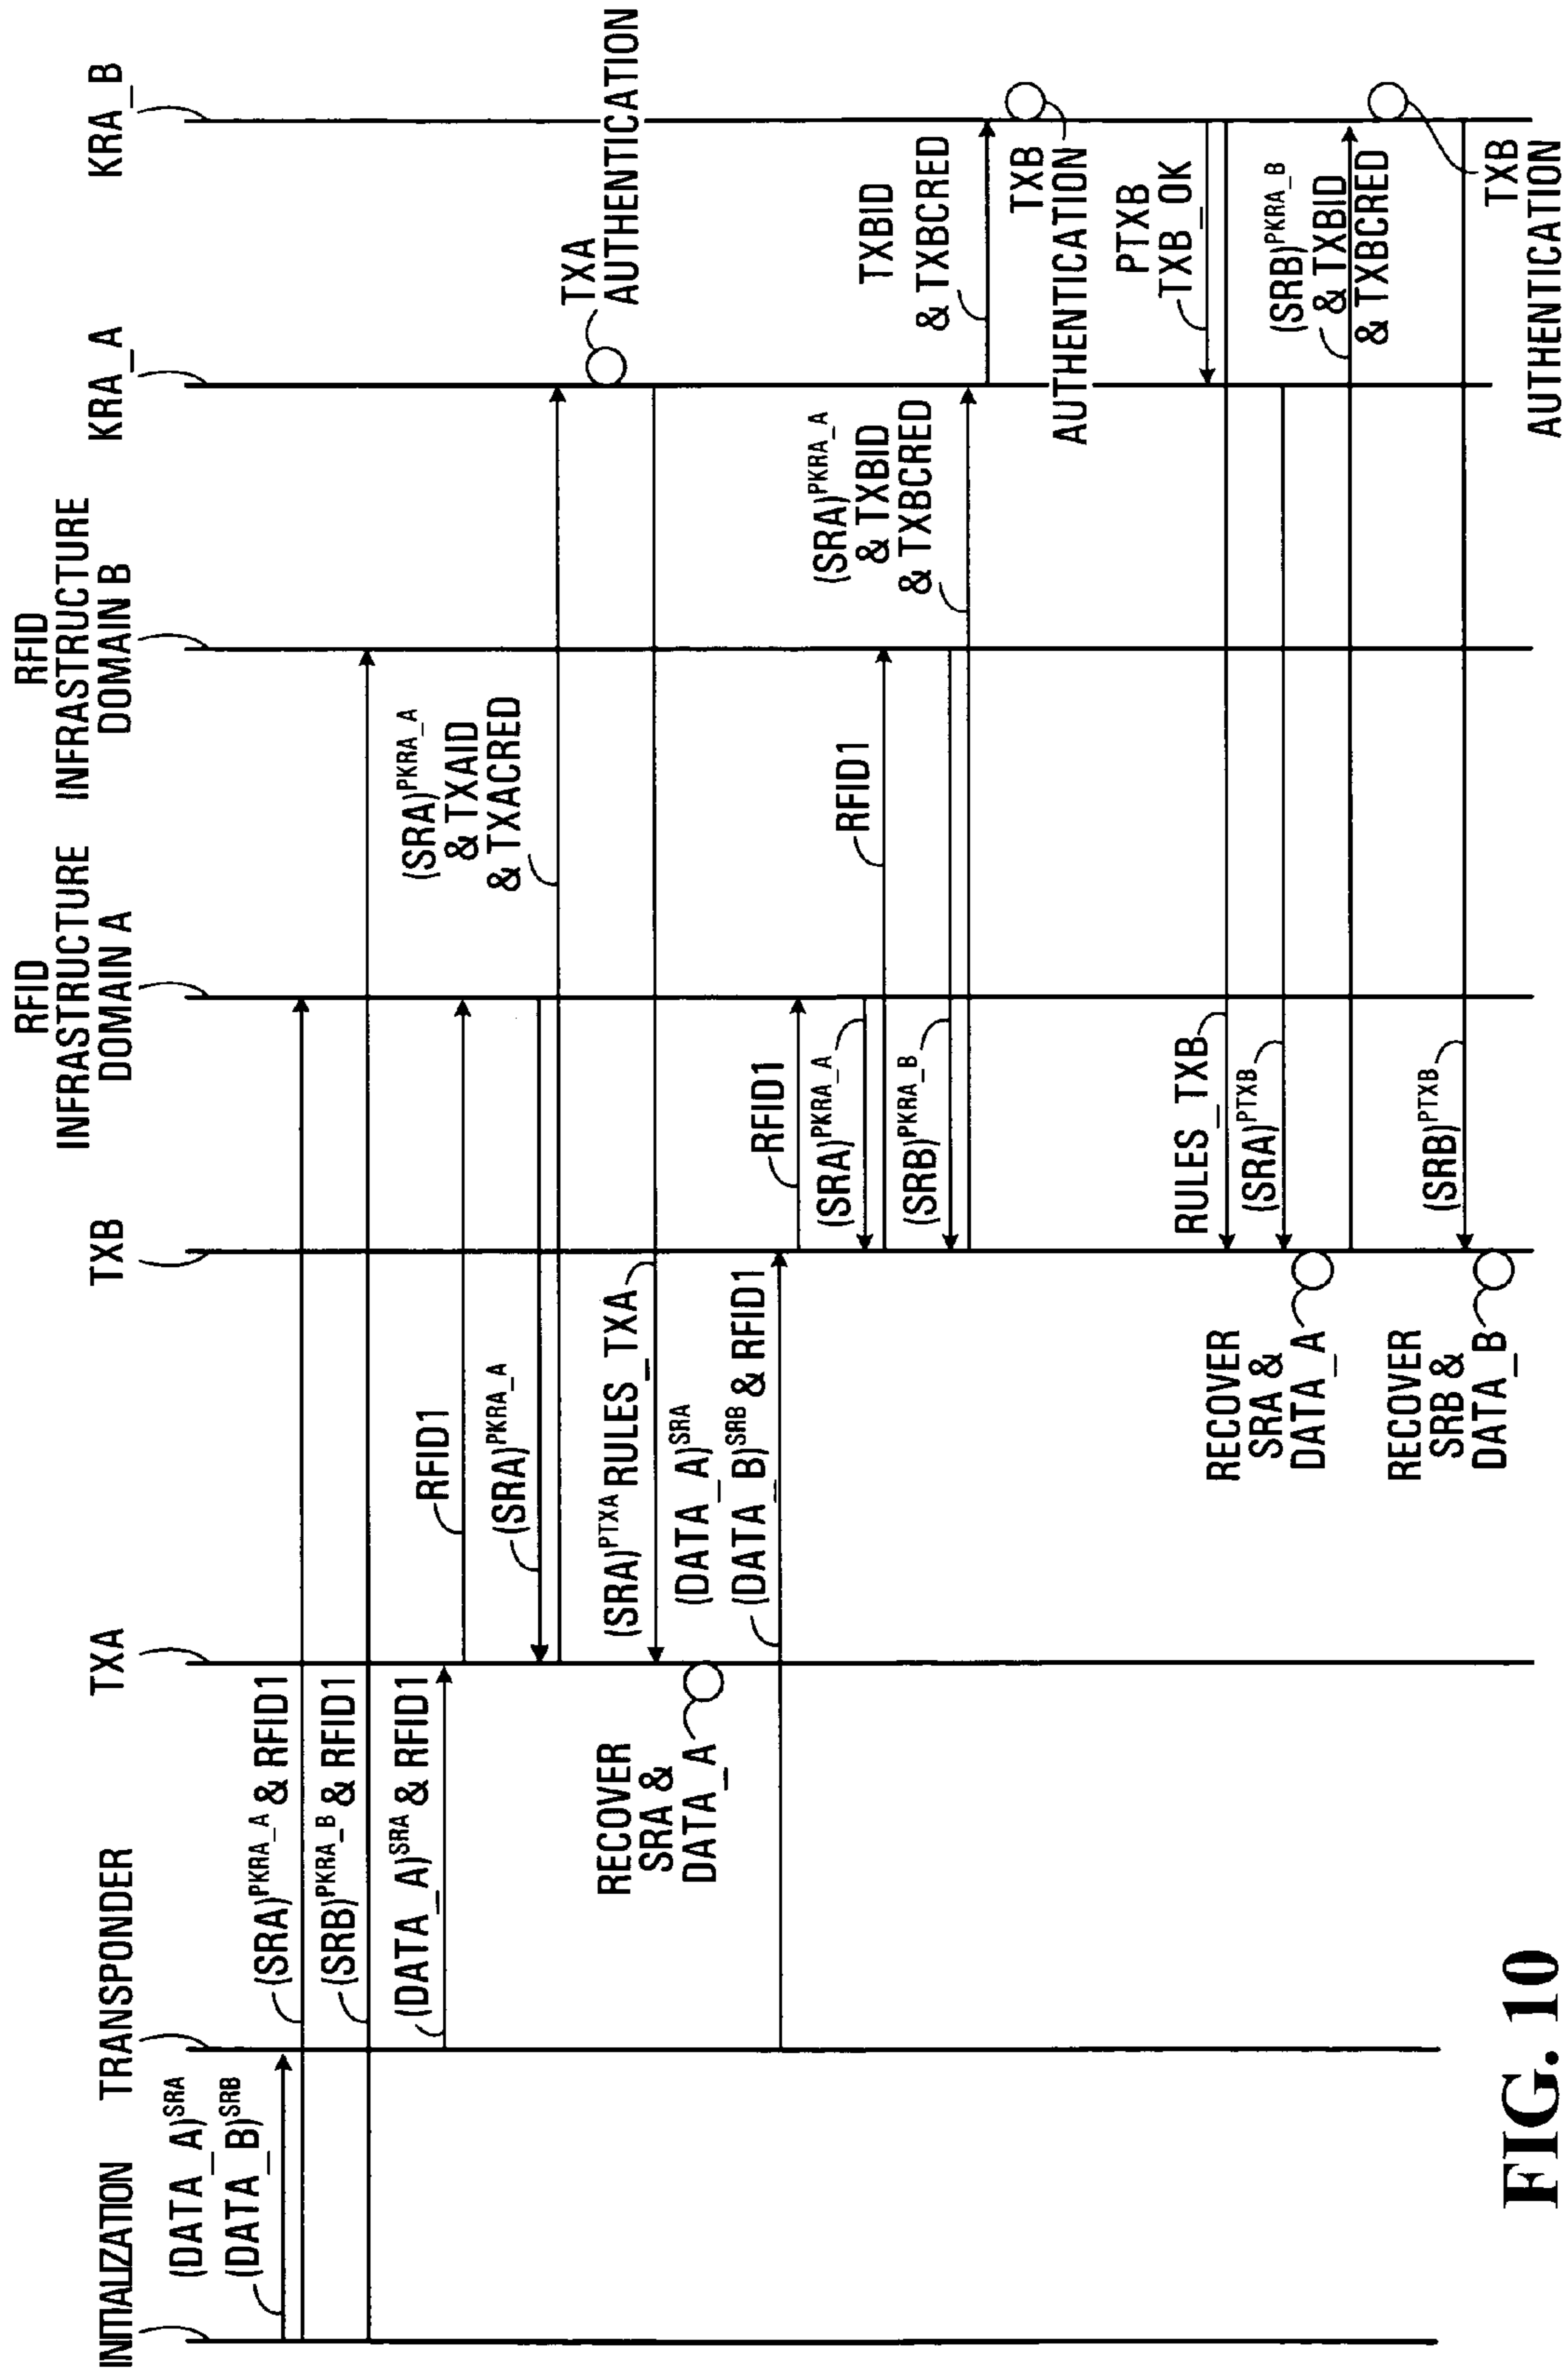 INITIALIZATION
TRANSPONDER
TXA
TXB
RFID
INFRASTRUCTURE
DOMAIN A
RFID
INFRASTRUCTURE
DOMAIN B
KRA_A
KRA_B
(DATA_A)^SRA
(DATA_B)^SRB
(SRA)^PKRA_A & RFID1
(SRB)^PKRA_B & RFID1
(DATA_A)^SRA & RFID1
RFID1
(SRA)^PKRA_A
(SRA)^PKRA_A
& TXAID
& TXACRED
TXA
AUTHENTICATION
(SRA)^PTXA RULES_TXA
RECOVER
SRA &
DATA_A
(DATA_A)^SRA
(DATA_B)^SRB & RFID1
RFID1
(SRA)^PKRA_A
RFID1
(SRB)^PKRA_B
(SRA)^PKRA_A
& TXBID
& TXBCRED
TXBID
& TXBCRED
TXB
AUTHENTICATION
PTXB
TXB_OK
RULES_TXB
(SRA)^PTXB
RECOVER
SRA &
DATA_A
(SRB)^PKRA_B
& TXBID
& TXBCRED
TXB
AUTHENTICATION
(SRB)^PTXB
RECOVER
SRB &
DATA_B
FIG. 10